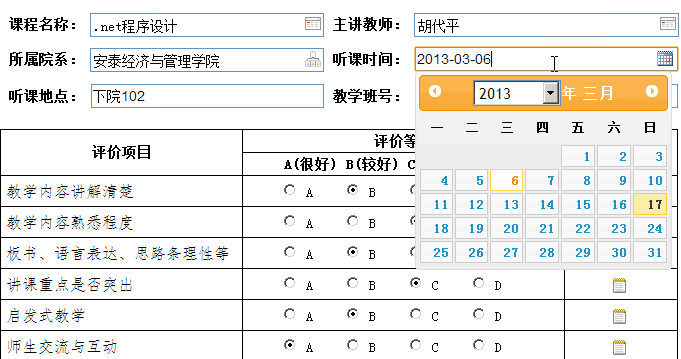 课程名称： .net程序设计 主讲教师： 胡代平
所属院系： 安泰经济与管理学院 听课时间： 2013-03-06
听课地点： 下院102 教学班号：
2013 年 三月
一 二 三 四 五 六 日
1 2 3
4 5 6 7 8 9 10
11 12 13 14 15 16 17
18 19 20 21 22 23 24
25 26 27 28 29 30 31
评价项目 评价等
A(很好) B(较好) C
教学内容讲解清楚 A B
教学内容熟悉程度 A B
板书、语言表达、思路条理性等 A B
讲课重点是否突出 A B C D
启发式教学 A B C D
师生交流与互动 A B C D